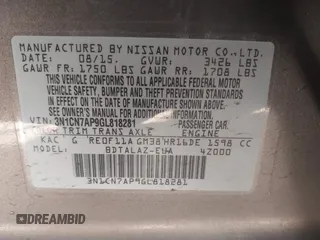 MANUFACTURED BY NISSAN MOTOR CO.,LTD.
DATE: 08/15. GVWR: 3426 LBS
GAWR FR: 1750 LBS GAWR RR: 1708 LBS
THIS VEHICLE CONFORMS TO ALL APPLICABLE FEDERAL MOTOR VEHICLE
SAFETY, BUMPER AND THEFT PREVENTION STANDARDS IN EFFECT
ON THE DATE OF MANUFACTURE SHOWN ABOVE.
SEE OWNER'S MANUAL FOR ADDITIONAL INFORMATION.
VIN: 3N1CN7AP9GL818281 PASSENGER CAR
COLOR TRIM TRANS AXLE ENGINE
KAC G RE0F11A GM38 HR16DE 1598 CC
MODEL: BDTALAZ-EUA 4Z000
3N1CN7AP9GL818281